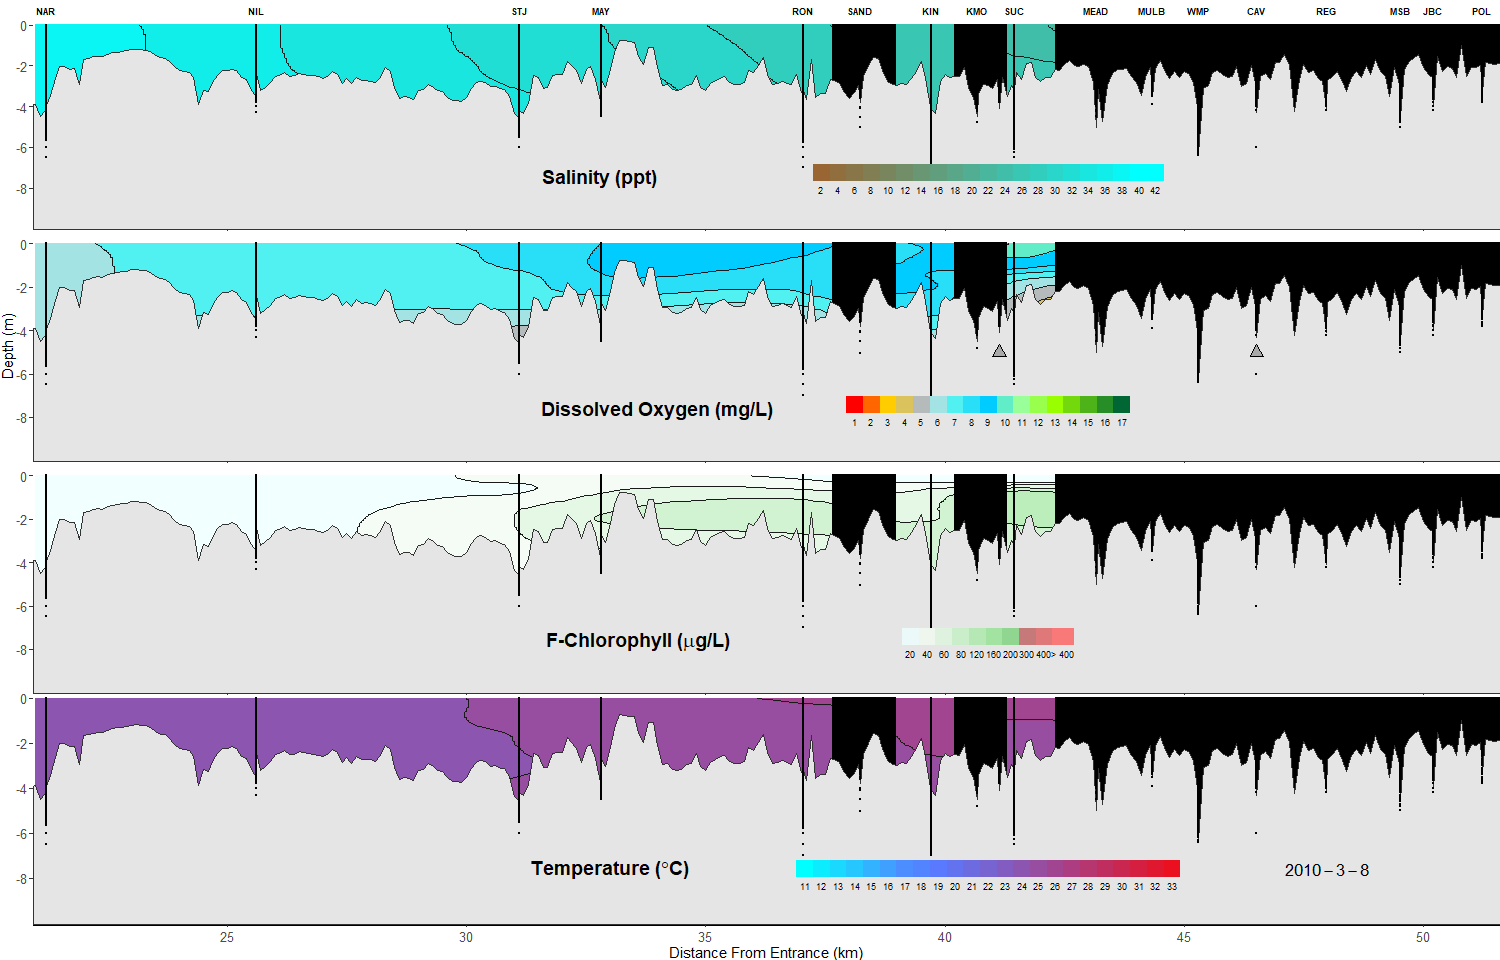 NAR NIL STJ MAY RON SAND KIN KMO SUC MEAD MULB WMP CAV REG MSB JBC POL
0
-2
-4
-6
-8
Salinity (ppt)
2 4 6 8 10 12 14 16 18 20 22 24 26 28 30 32 34 36 38 40 42
Depth (m)
0
-2
-4
-6
-8
Dissolved Oxygen (mg/L)
1 2 3 4 5 6 7 8 9 10 11 12 13 14 15 16 17
0
-2
-4
-6
-8
F-Chlorophyll (μg/L)
20 40 60 80 120 160 200 300 400> 400
0
-2
-4
-6
-8
Temperature (°C)
11 12 13 14 15 16 17 18 19 20 21 22 23 24 25 26 27 28 29 30 31 32 33
2010 – 3 – 8
25 30 35 40 45 50
Distance From Entrance (km)